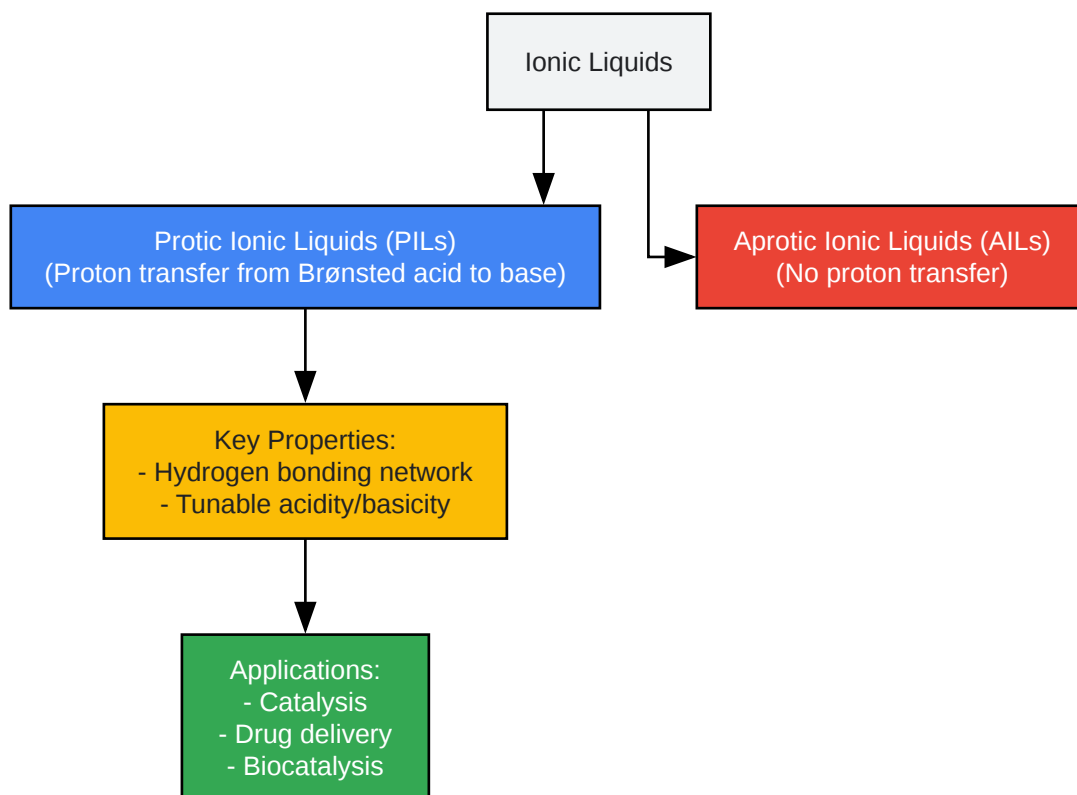 Ionic Liquids
Protic Ionic Liquids (PILs)
(Proton transfer from Brønsted acid to base)
Aprotic Ionic Liquids (AILs)
(No proton transfer)
Key Properties:
- Hydrogen bonding network
- Tunable acidity/basicity
Applications:
- Catalysis
- Drug delivery
- Biocatalysis